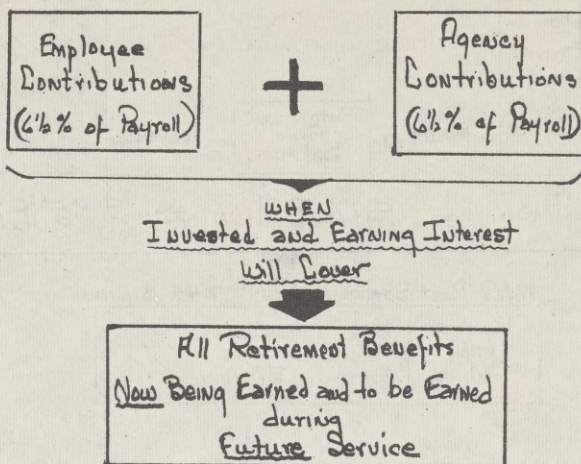 Employee
Contributions
(6½% of Payroll)
+
Agency
Contributions
(6½% of Payroll)
WHEN
Invested and Earning Interest
Will Cover
All Retirement Benefits
Now Being Earned and to be Earned
during
Future Service